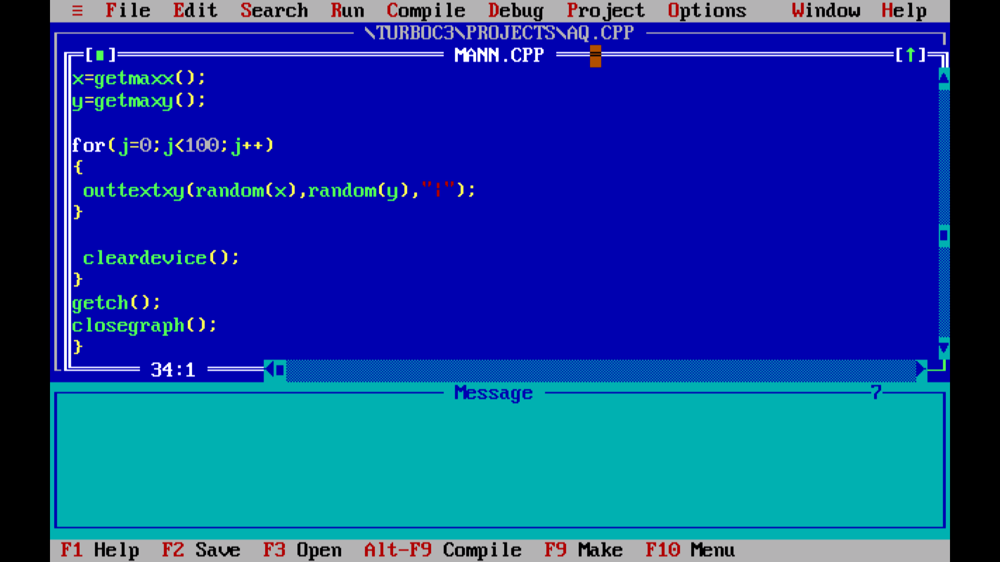 ≡ File Edit Search Run Compile Debug Project Options Window Help
\TURBOC3\PROJECTS\AQ.CPP
[■] MANN.CPP [↑]
x=getmaxx();
y=getmaxy();
for(j=0;j<100;j++)
{
outtextxy(random(x),random(y),"¦");
}
cleardevice();
}
getch();
closegraph();
}
34:1
Message 7
F1 Help F2 Save F3 Open Alt-F9 Compile F9 Make F10 Menu